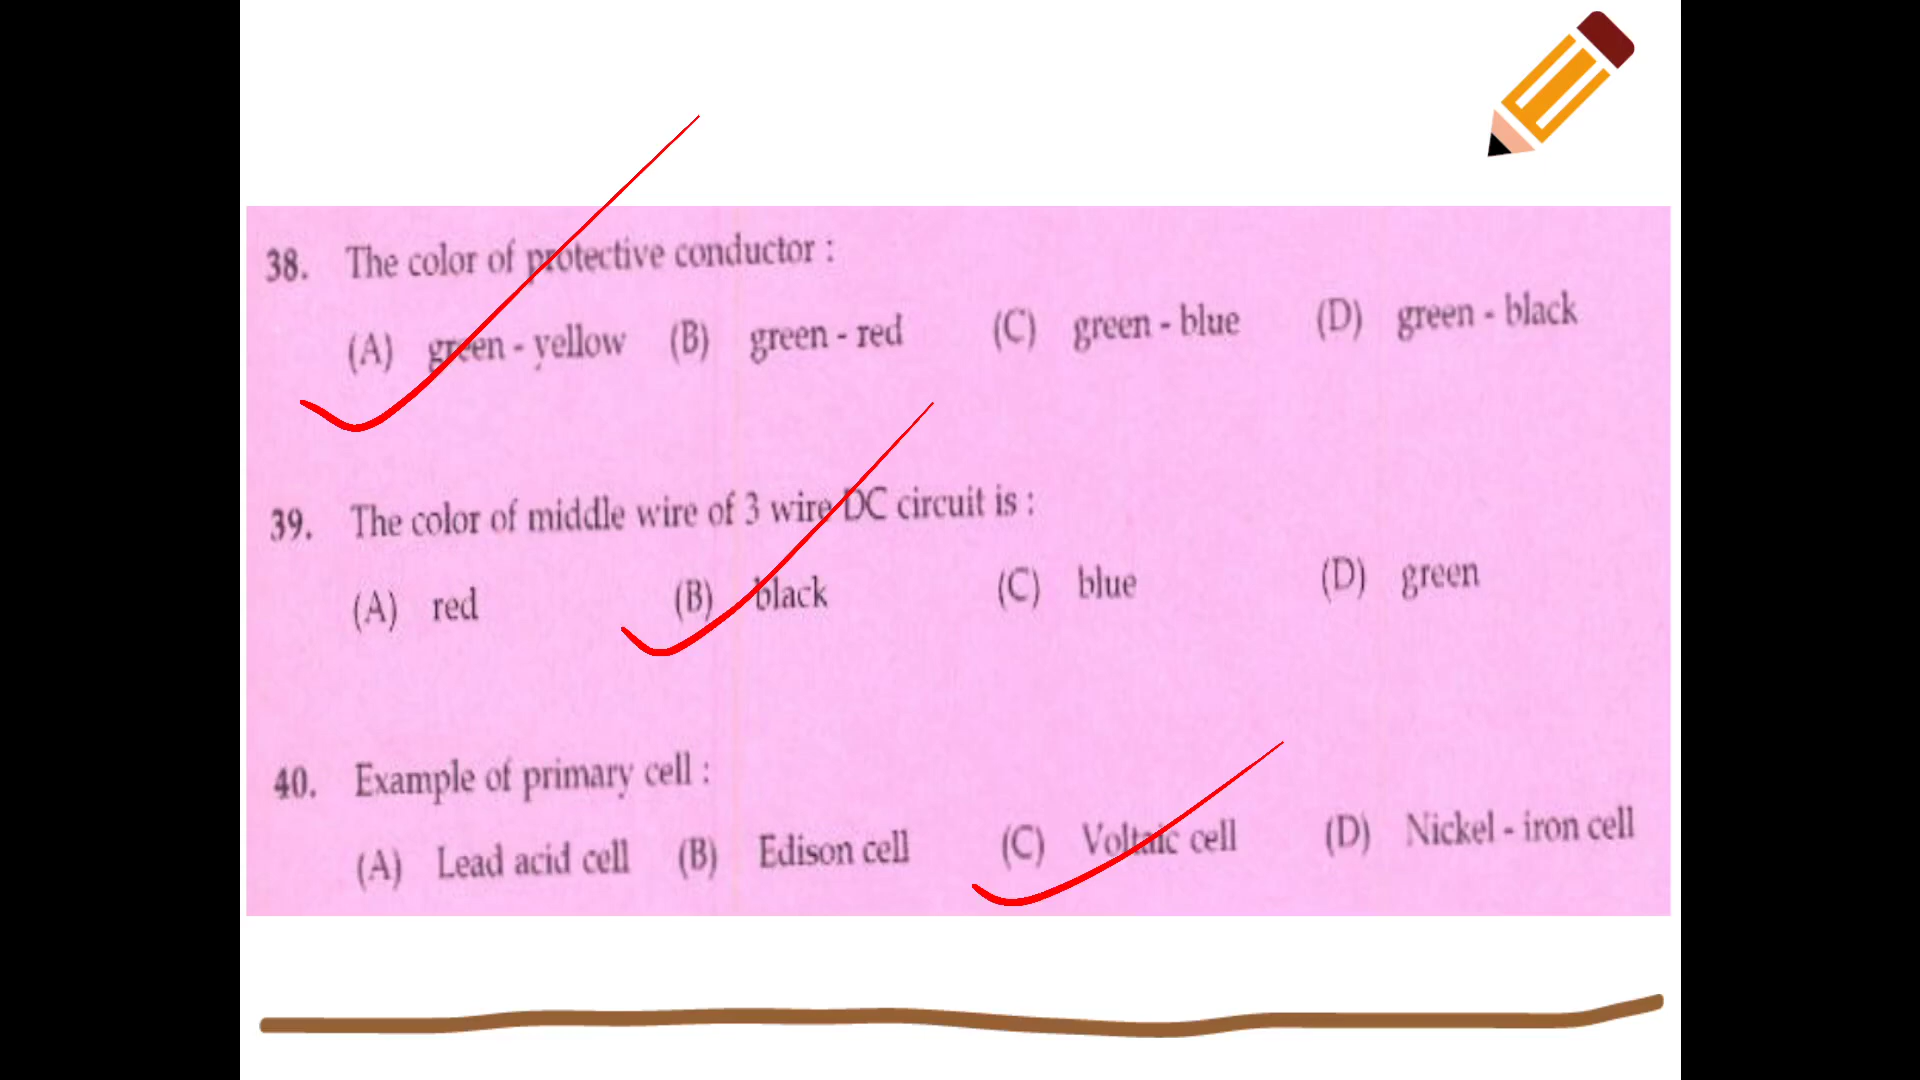 38. The color of protective conductor :
(A) green - yellow (B) green - red (C) green - blue (D) green - black
39. The color of middle wire of 3 wire DC circuit is :
(A) red (B) black (C) blue (D) green
40. Example of primary cell :
(A) Lead acid cell (B) Edison cell (C) Voltaic cell (D) Nickel - iron cell